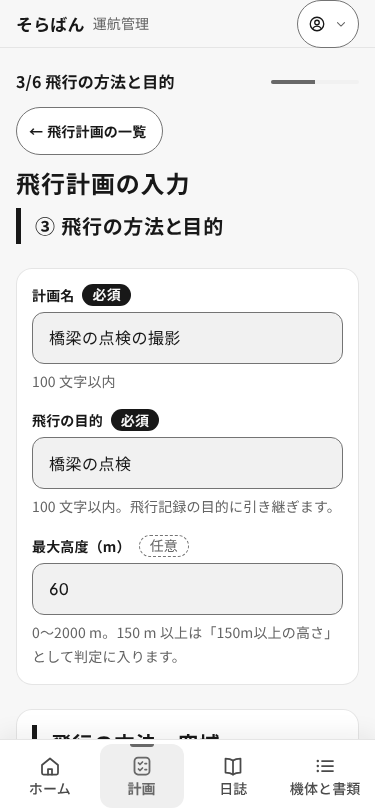 そらばん 運航管理
3/6 飛行の方法と目的
← 飛行計画の一覧
飛行計画の入力
③ 飛行の方法と目的
計画名 必須
橋梁の点検の撮影
100 文字以内
飛行の目的 必須
橋梁の点検
100 文字以内。飛行記録の目的に引き継ぎます。
最大高度（m） 任意
60
0〜2000 m。150 m 以上は「150m以上の高さ」
として判定に入ります。
ホーム 計画 日誌 機体と書類